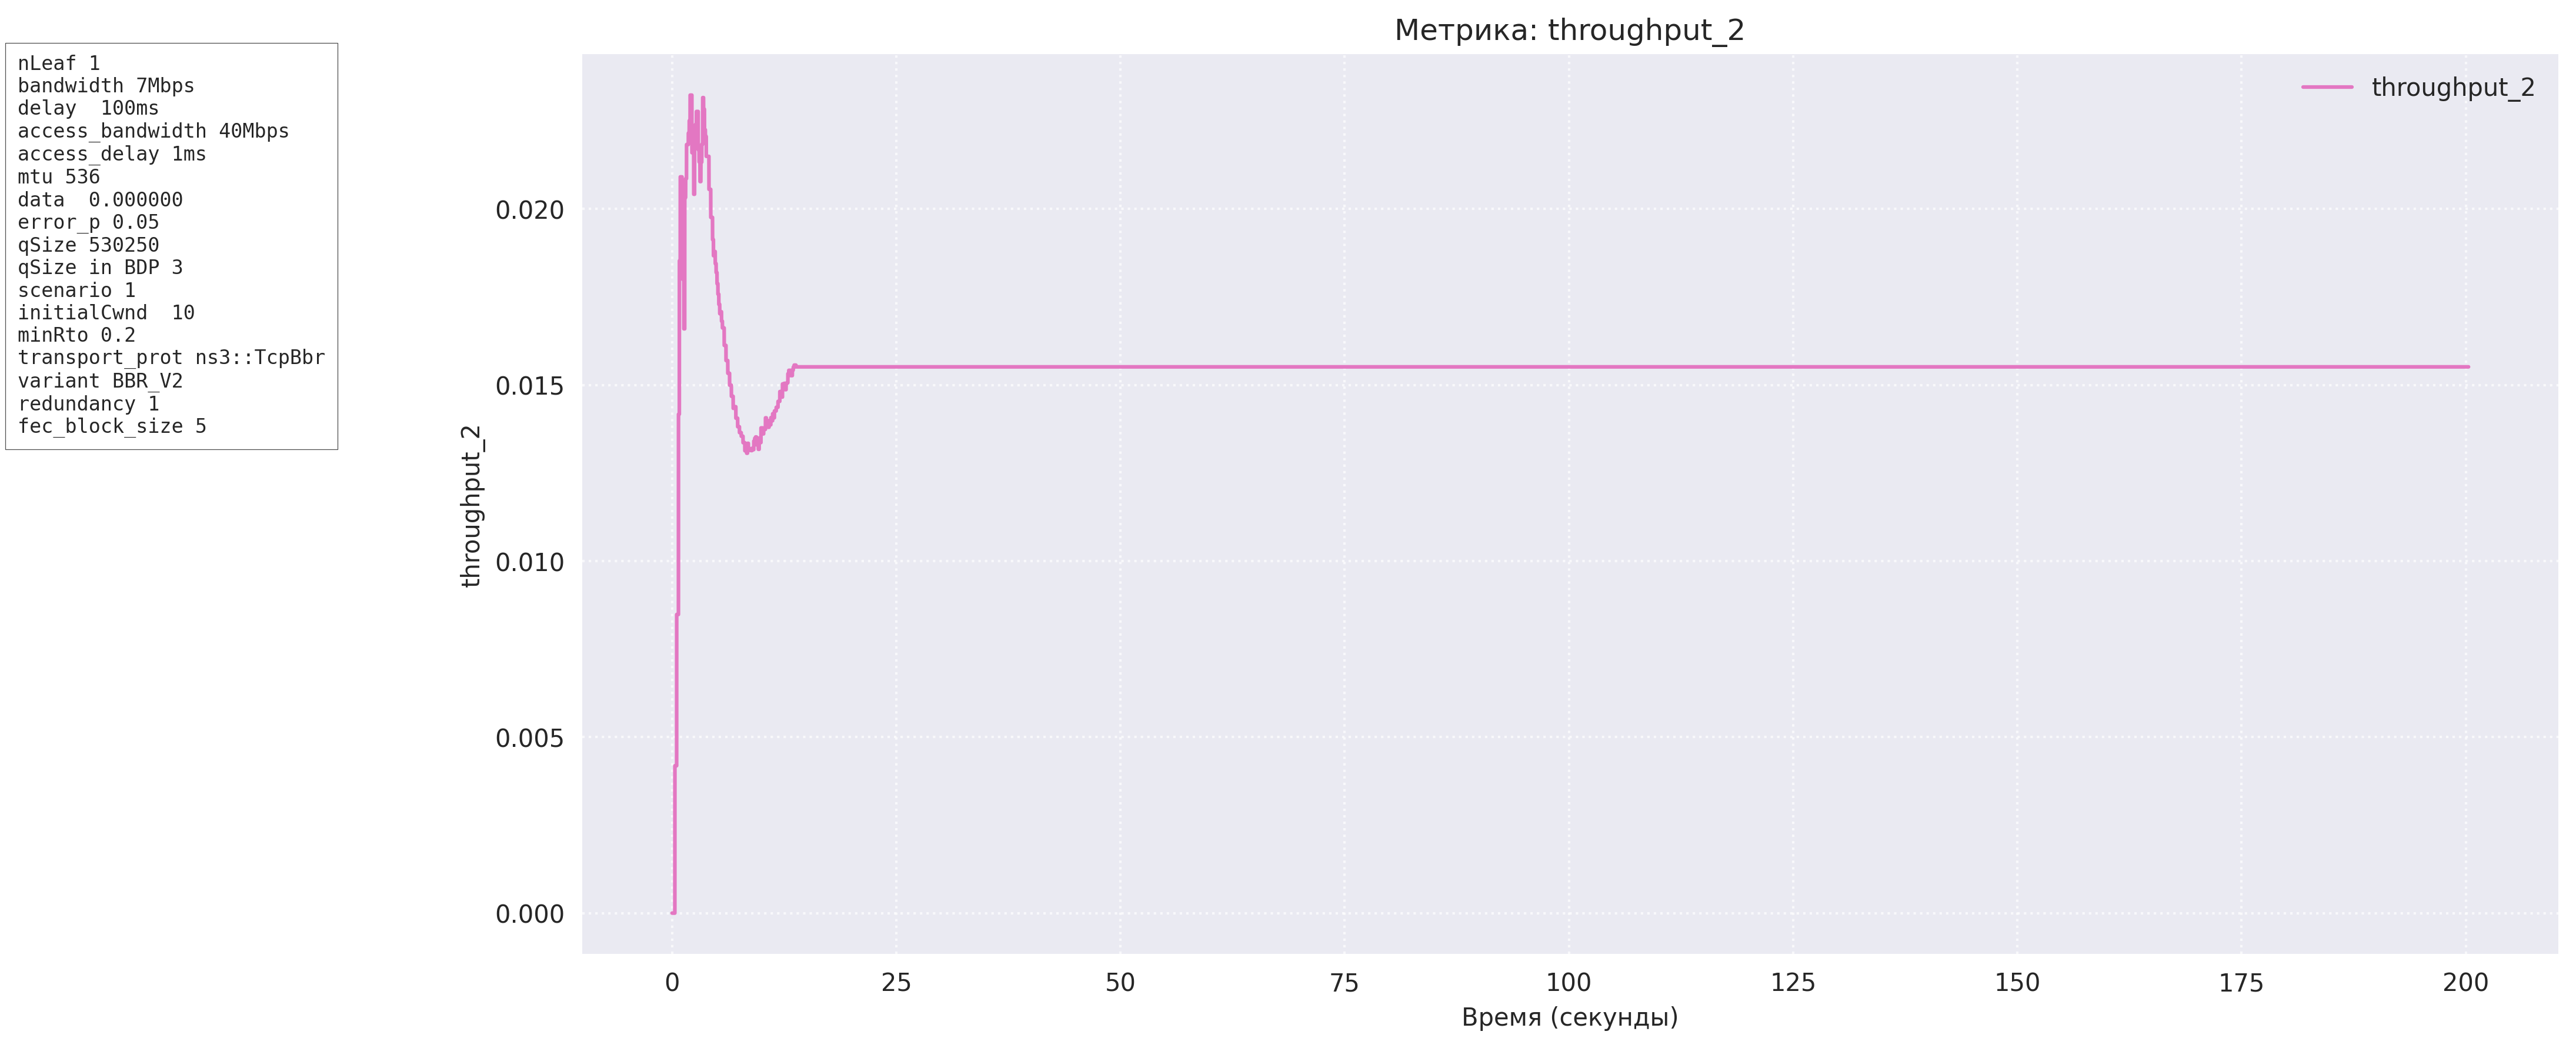 Метрика: throughput_2
nLeaf 1
bandwidth 7Mbps
delay  100ms
access_bandwidth 40Mbps
access_delay 1ms
mtu 536
data  0.000000
error_p 0.05
qSize 530250
qSize in BDP 3
scenario 1
initialCwnd  10
minRto 0.2
transport_prot ns3::TcpBbr
variant BBR_V2
redundancy 1
fec_block_size 5
throughput_2
throughput_2
0.020
0.015
0.010
0.005
0.000
0 25 50 75 100 125 150 175 200
Время (секунды)